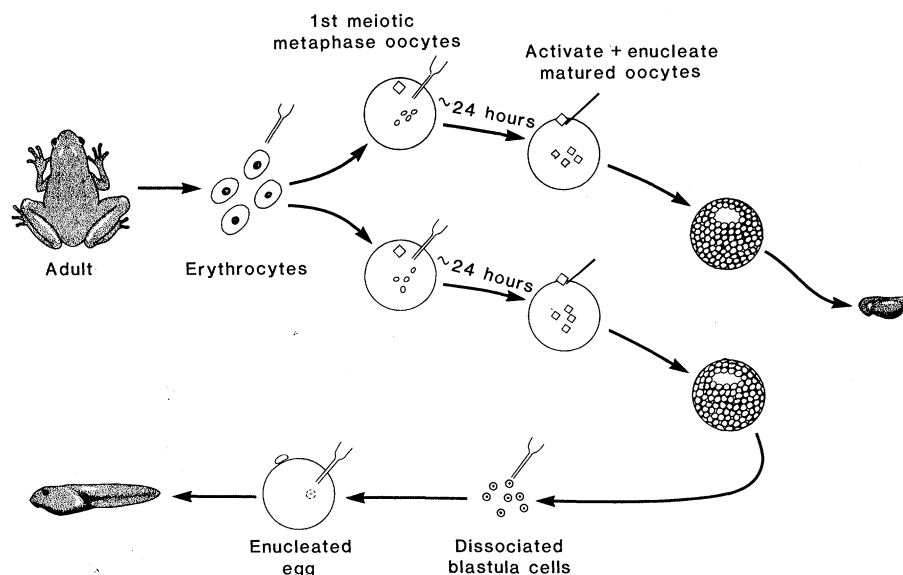 1st meiotic
metaphase oocytes
Activate + enucleate
matured oocytes
~24 hours
Adult
Erythrocytes
~24 hours
Enucleated
egg
Dissociated
blastula cells